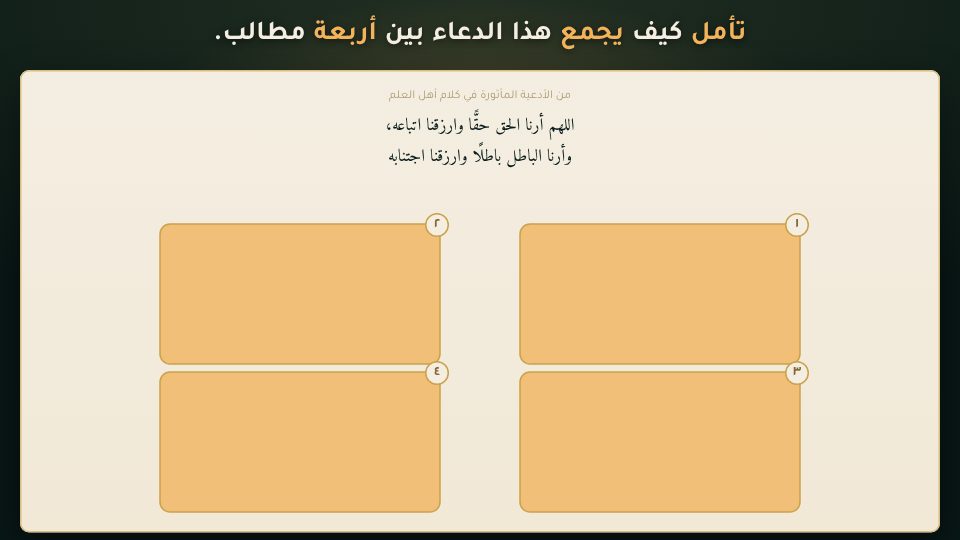 تأمل كيف يجمع هذا الدعاء بين أربعة مطالب.
من الأدعية المأثورة في كلام أهل العلم
اللهم أرنا الحق حقًّا وارزقنا اتباعه،
وأرنا الباطل باطلًا وارزقنا اجتنابه
١
٢
٣
٤